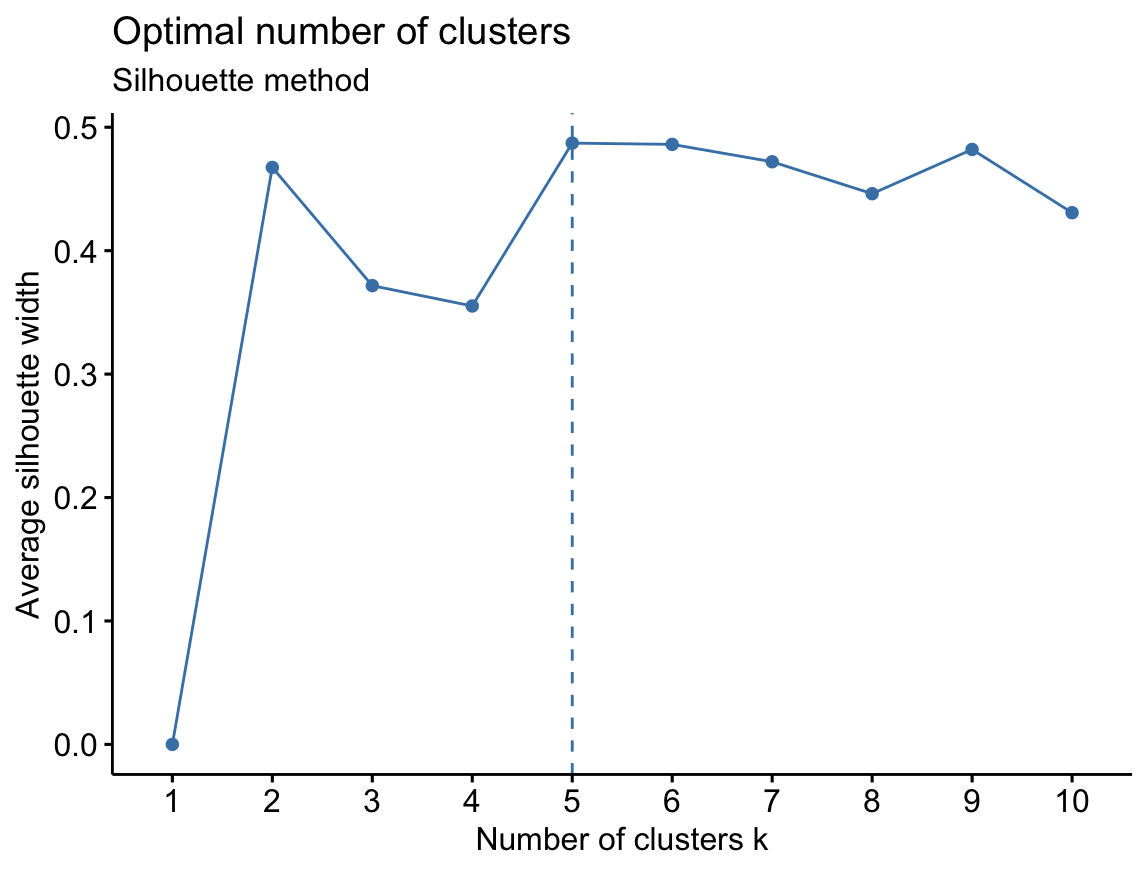 Optimal number of clusters
Silhouette method
Average silhouette width
0.5
0.4
0.3
0.2
0.1
0.0
1 2 3 4 5 6 7 8 9 10
Number of clusters k